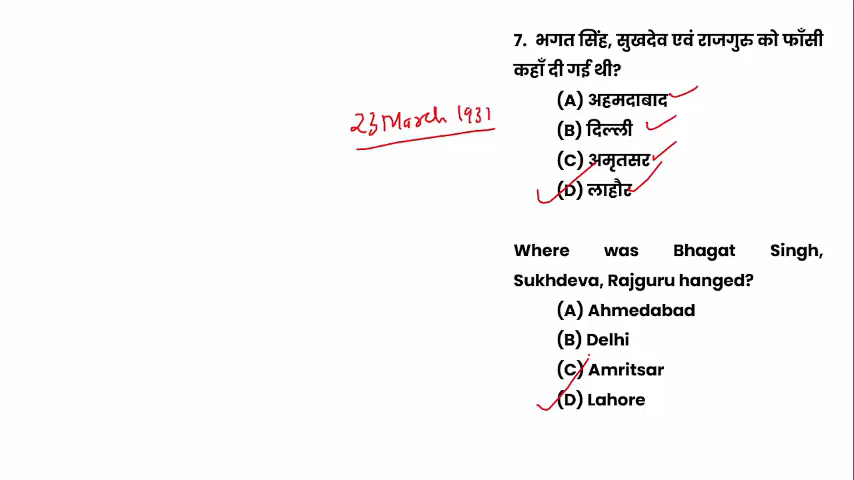 7. भगत सिंह, सुखदेव एवं राजगुरु को फाँसी
कहाँ दी गई थी?
(A) अहमदाबाद
(B) दिल्ली
(C) अमृतसर
(D) लाहौर
23 March 1931
Where was Bhagat Singh,
Sukhdeva, Rajguru hanged?
(A) Ahmedabad
(B) Delhi
(C) Amritsar
(D) Lahore